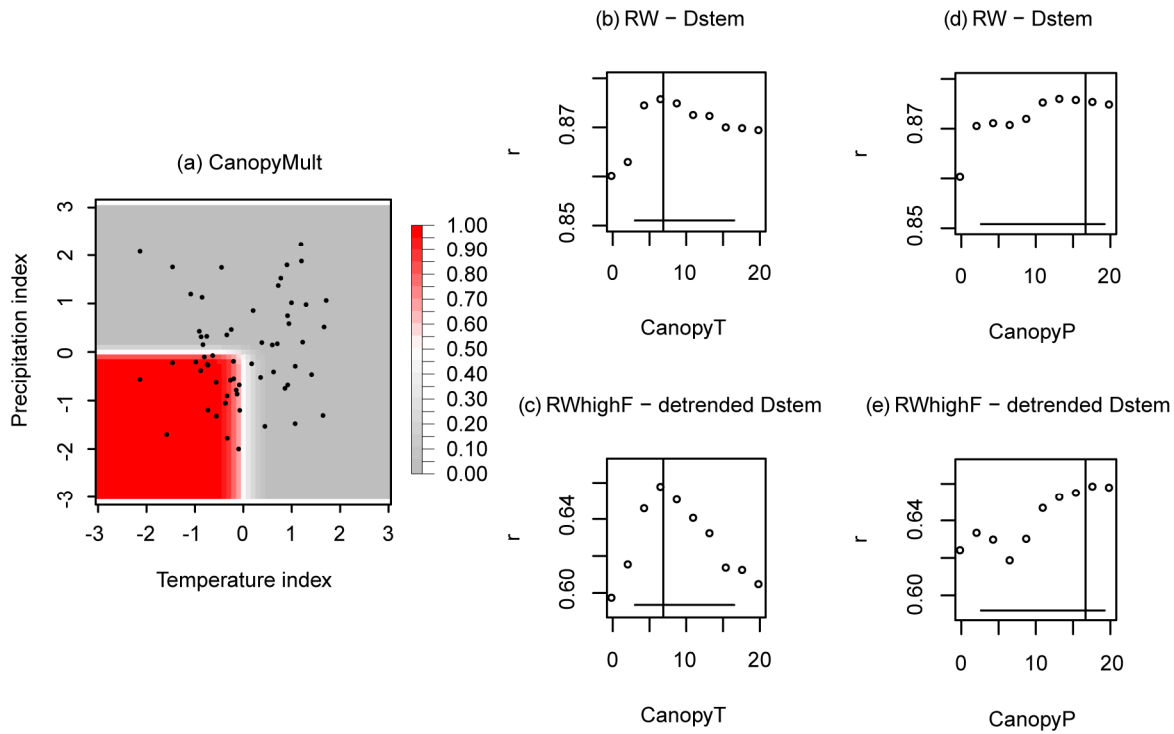 (a) CanopyMult
3
2
1
0
-1
-2
-3
Precipitation index
-3 -2 -1 0 1 2 3
Temperature index
1.00
0.90
0.80
0.70
0.60
0.50
0.40
0.30
0.20
0.10
0.00
(b) RW − Dstem
r
0.87
0.85
0 10 20
CanopyT
(d) RW − Dstem
r
0.87
0.85
0 10 20
CanopyP
(c) RWhighF − detrended Dstem
r
0.64
0.60
0 10 20
CanopyT
(e) RWhighF − detrended Dstem
r
0.64
0.60
0 10 20
CanopyP